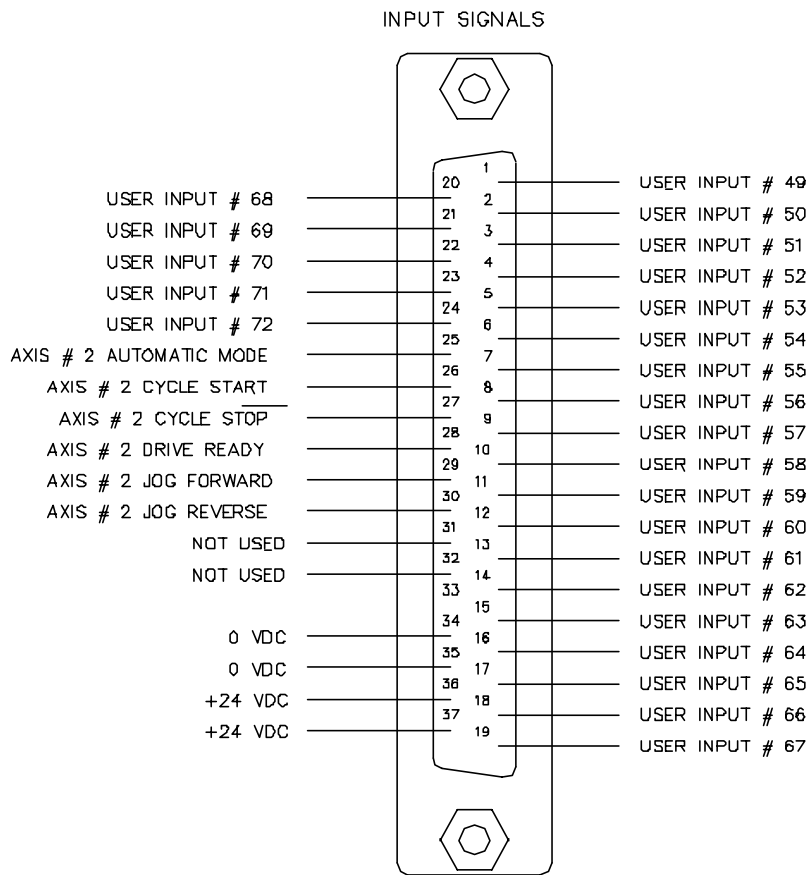 INPUT SIGNALS
1
20
USER INPUT # 49
USER INPUT # 68
2
21
USER INPUT # 50
USER INPUT # 69
3
22
USER INPUT # 51
USER INPUT # 70
4
23
USER INPUT # 52
USER INPUT # 71
5
24
USER INPUT # 53
USER INPUT # 72
6
25
USER INPUT # 54
AXIS # 2 AUTOMATIC MODE
7
26
USER INPUT # 55
AXIS # 2 CYCLE START
8
27
USER INPUT # 56
AXIS # 2 CYCLE STOP
9
28
USER INPUT # 57
AXIS # 2 DRIVE READY
10
29
USER INPUT # 58
AXIS # 2 JOG FORWARD
11
30
USER INPUT # 59
AXIS # 2 JOG REVERSE
12
31
USER INPUT # 60
NOT USED
13
32
USER INPUT # 61
NOT USED
14
33
USER INPUT # 62
15
34
USER INPUT # 63
0 VDC
16
35
USER INPUT # 64
0 VDC
17
36
USER INPUT # 65
+24 VDC
18
37
USER INPUT # 66
+24 VDC
19
USER INPUT # 67